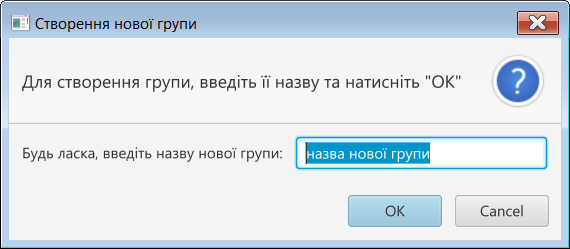 Створення нової групи
Для створення групи, введіть її назву та натисніть "ОК"
Будь ласка, введіть назву нової групи:
назва нової групи
OK
Cancel